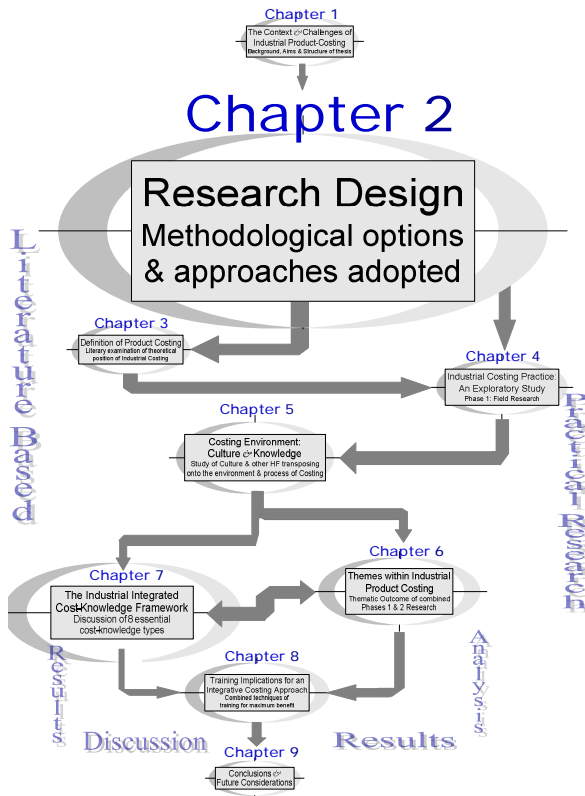 Chapter 1
The Context & Challenges of
Industrial Product-Costing
Background, Aims & Structure of thesis
Chapter 2
Research Design
Methodological options
& approaches adopted
Literature Based
Chapter 3
Definition of Product Costing
Literary examination of theoretical
position of Industrial Costing
Chapter 4
Industrial Costing Practice:
An Exploratory Study
Phase 1: Field Research
Practical Research
Chapter 5
Costing Environment:
Culture & Knowledge
Study of Culture & other HF transposing
onto the environment & process of Costing
Chapter 6
Themes within Industrial
Product Costing
Thematic Outcome of combined
Phases 1 & 2 Research
Chapter 7
The Industrial Integrated
Cost-Knowledge Framework
Discussion of 8 essential
cost-knowledge types
Results
Analysis
Chapter 8
Training Implications for an
Integrative Costing Approach
Combined techniques of
training for maximum benefit
Discussion
Results
Chapter 9
Conclusions &
Future Considerations